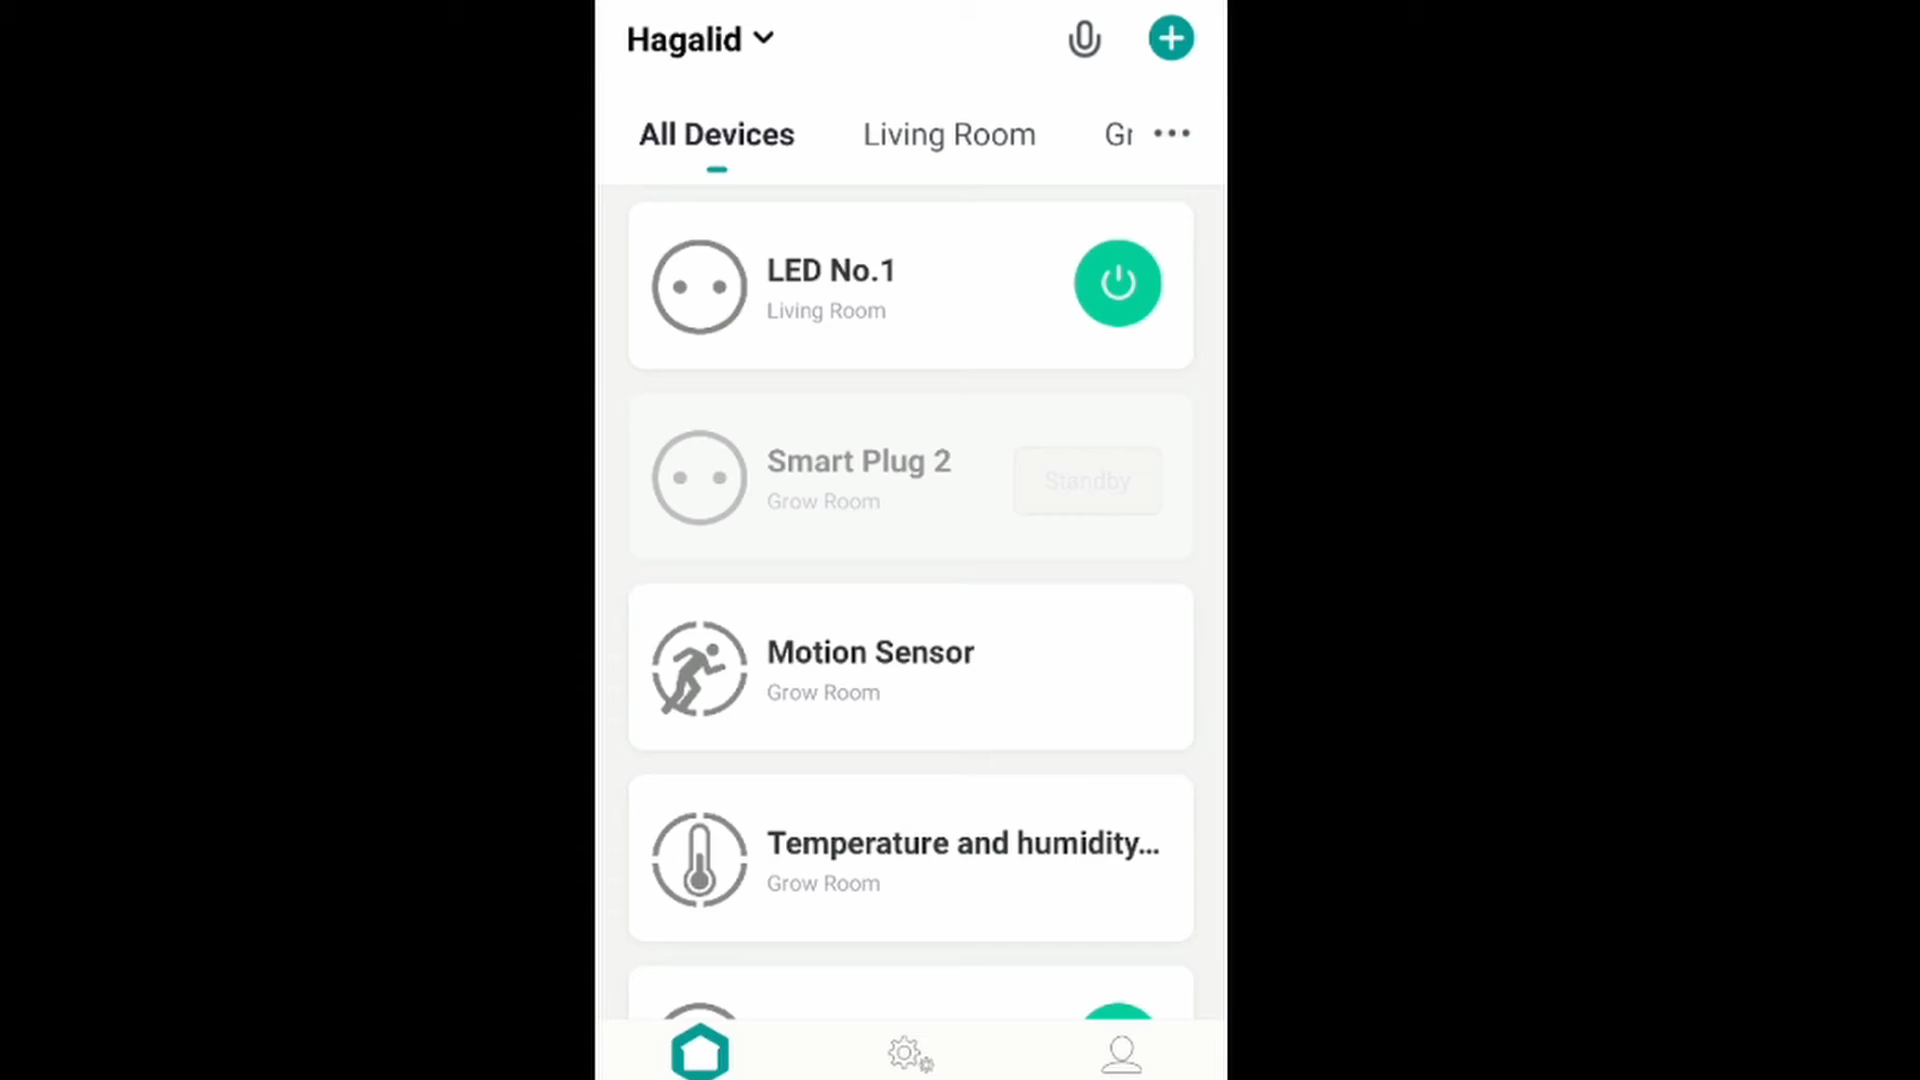 Hagalid
All Devices Living Room Gr
LED No.1
Living Room
Smart Plug 2
Grow Room
Standby
Motion Sensor
Grow Room
Temperature and humidity...
Grow Room